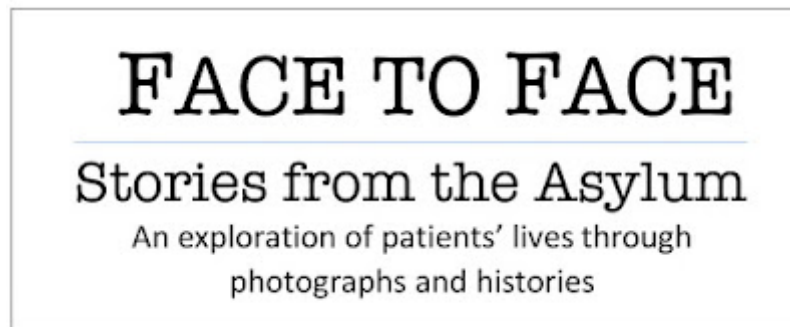 FACE TO FACE
Stories from the Asylum
An exploration of patients’ lives through
photographs and histories